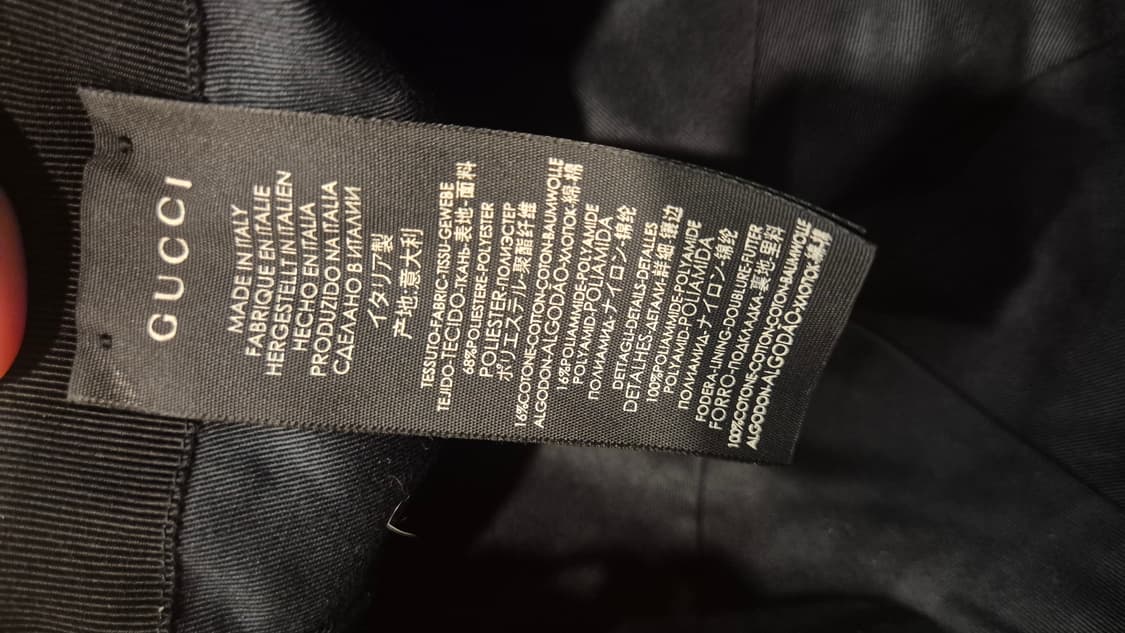 GUCCI
MADE IN ITALY
FABRIQUE EN ITALIE
HERGESTELLT IN ITALIEN
HECHO EN ITALIA
PRODUZIDO NA ITALIA
СДЕЛАНО В ИТАЛИИ
イタリア製
产地:意大利
TESSUTO-FABRIC-TISSU-GEWEBE
TEJIDO-TECIDO-ТКАНЬ-表地-面料
68%POLIESTERE-POLYESTER
POLIESTER-ПОЛИЭСТЕР
ポリエステル-聚酯纤维
16%COTONE-COTTON-COTON-BAUMWOLLE
ALGODON-ALGODÃO-ХЛОПОК-綿-棉
16%POLIAMMIDE-POLYAMIDE
POLYAMID-POLIAMIDA
ПОЛИАМИД-ナイロン-锦纶
DETTAGLI-DETAILS-DETALLES
DETALHES-ДЕТАЛИ-詳細-镶边
100%POLIAMMIDE-POLYAMIDE
POLYAMID-POLIAMIDA
ПОЛИАМИД-ナイロン-锦纶
FODERA-LINING-DOUBLURE-FUTTER
FORRO-ПОДКЛАДКА-裏地-里料
100%COTONE-COTTON-COTON-BAUMWOLLE
ALGODON-ALGODÃO-ХЛОПОК-綿-棉